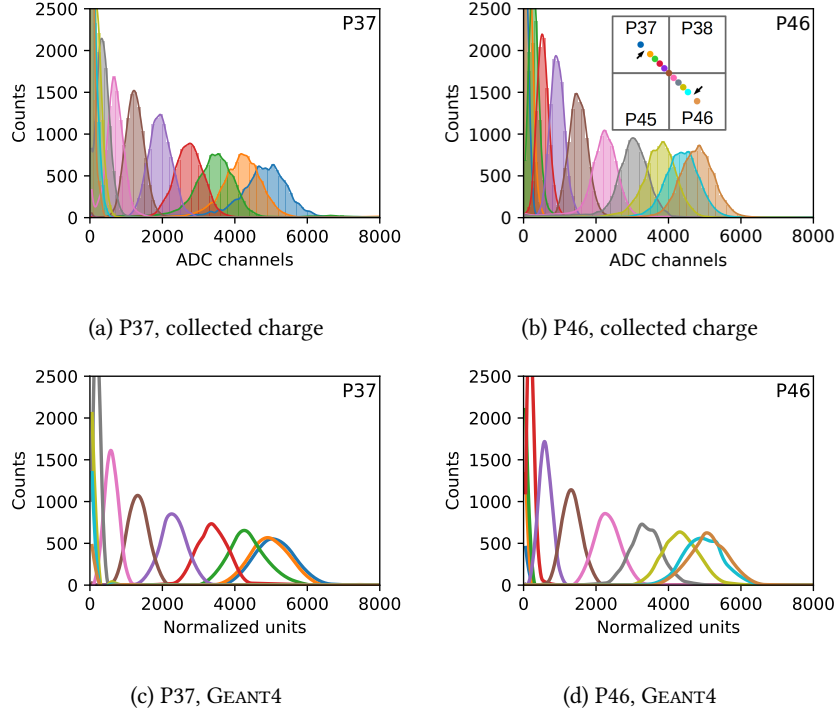 P37
2500
2000
1500
1000
500
0
Counts
0 2000 4000 6000 8000
ADC channels
(a) P37, collected charge
P46
P37 P38
P45 P46
2500
2000
1500
1000
500
0
Counts
0 2000 4000 6000 8000
ADC channels
(b) P46, collected charge
P37
2500
2000
1500
1000
500
0
Counts
0 2000 4000 6000 8000
Normalized units
(c) P37, GEANT4
P46
2500
2000
1500
1000
500
0
Counts
0 2000 4000 6000 8000
Normalized units
(d) P46, GEANT4